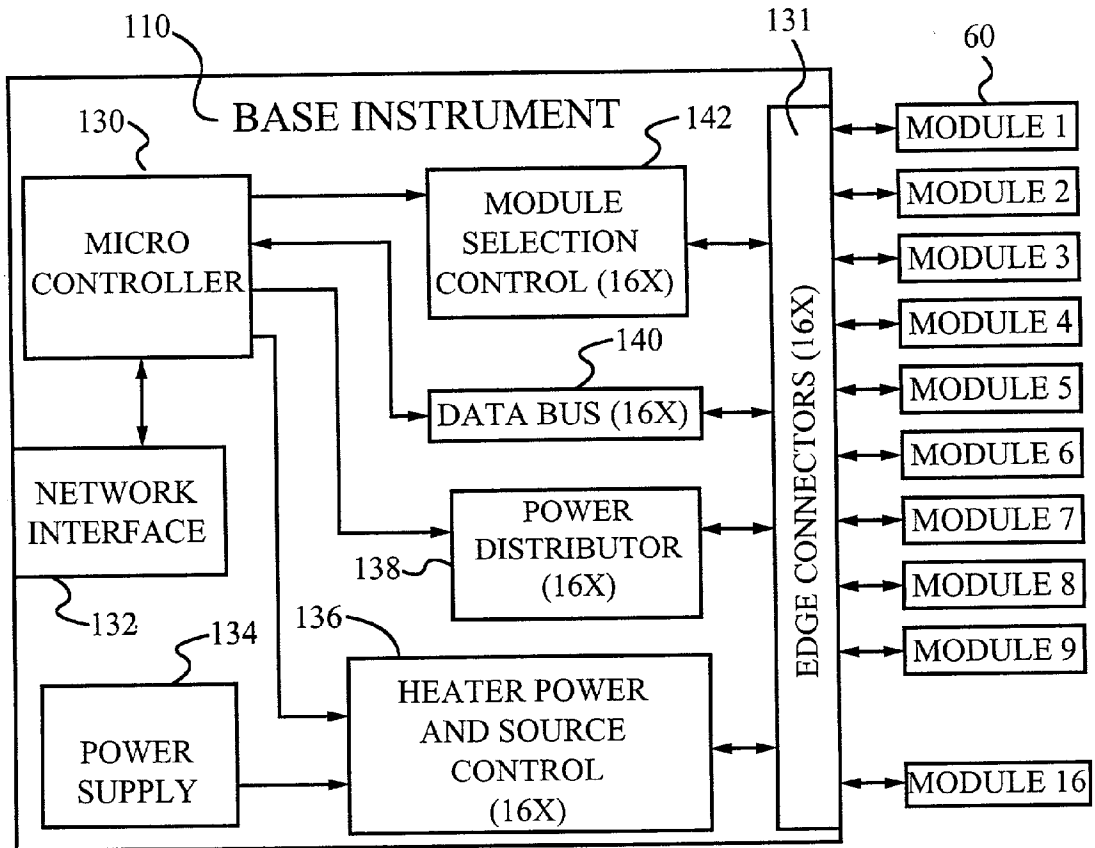 110
BASE INSTRUMENT
131
60
130
142
MICRO
CONTROLLER
MODULE
SELECTION
CONTROL (16X)
140
DATA BUS (16X)
NETWORK
INTERFACE
132
POWER
DISTRIBUTOR
(16X)
138
134
POWER
SUPPLY
136
HEATER POWER
AND SOURCE
CONTROL
(16X)
EDGE CONNECTORS (16X)
MODULE 1
MODULE 2
MODULE 3
MODULE 4
MODULE 5
MODULE 6
MODULE 7
MODULE 8
MODULE 9
MODULE 16